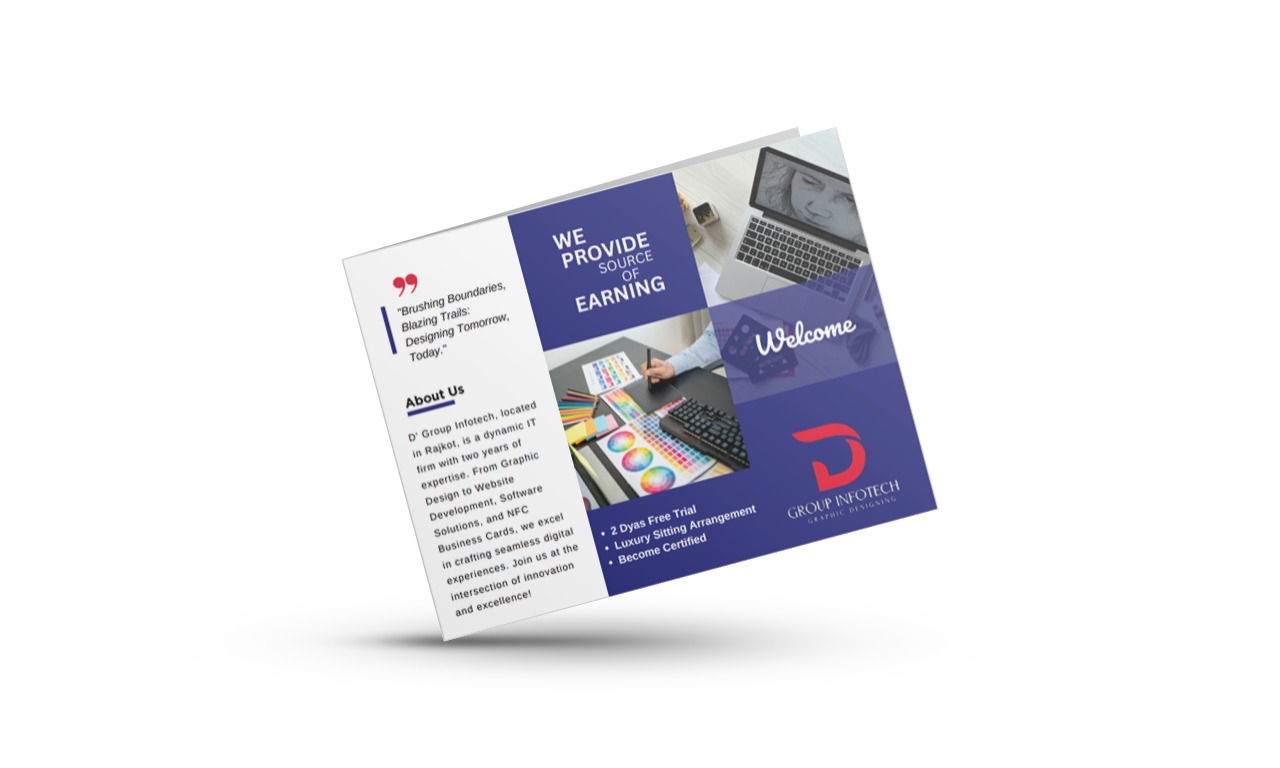 "Brushing Boundaries,
Blazing Trails:
Designing Tomorrow,
Today."
About Us
D' Group Infotech, located
in Rajkot, is a dynamic IT
firm with two years of
expertise. From Graphic
Design to Website
Development, Software
Solutions, and NFC
Business Cards, we excel
in crafting seamless digital
experiences. Join us at the
intersection of innovation
and excellence!
WE
PROVIDE
SOURCE
OF
EARNING
• 2 Dyas Free Trial
• Luxury Sitting Arrangement
• Become Certified
Welcome
D
GROUP INFOTECH
GRAPHIC DESIGNING